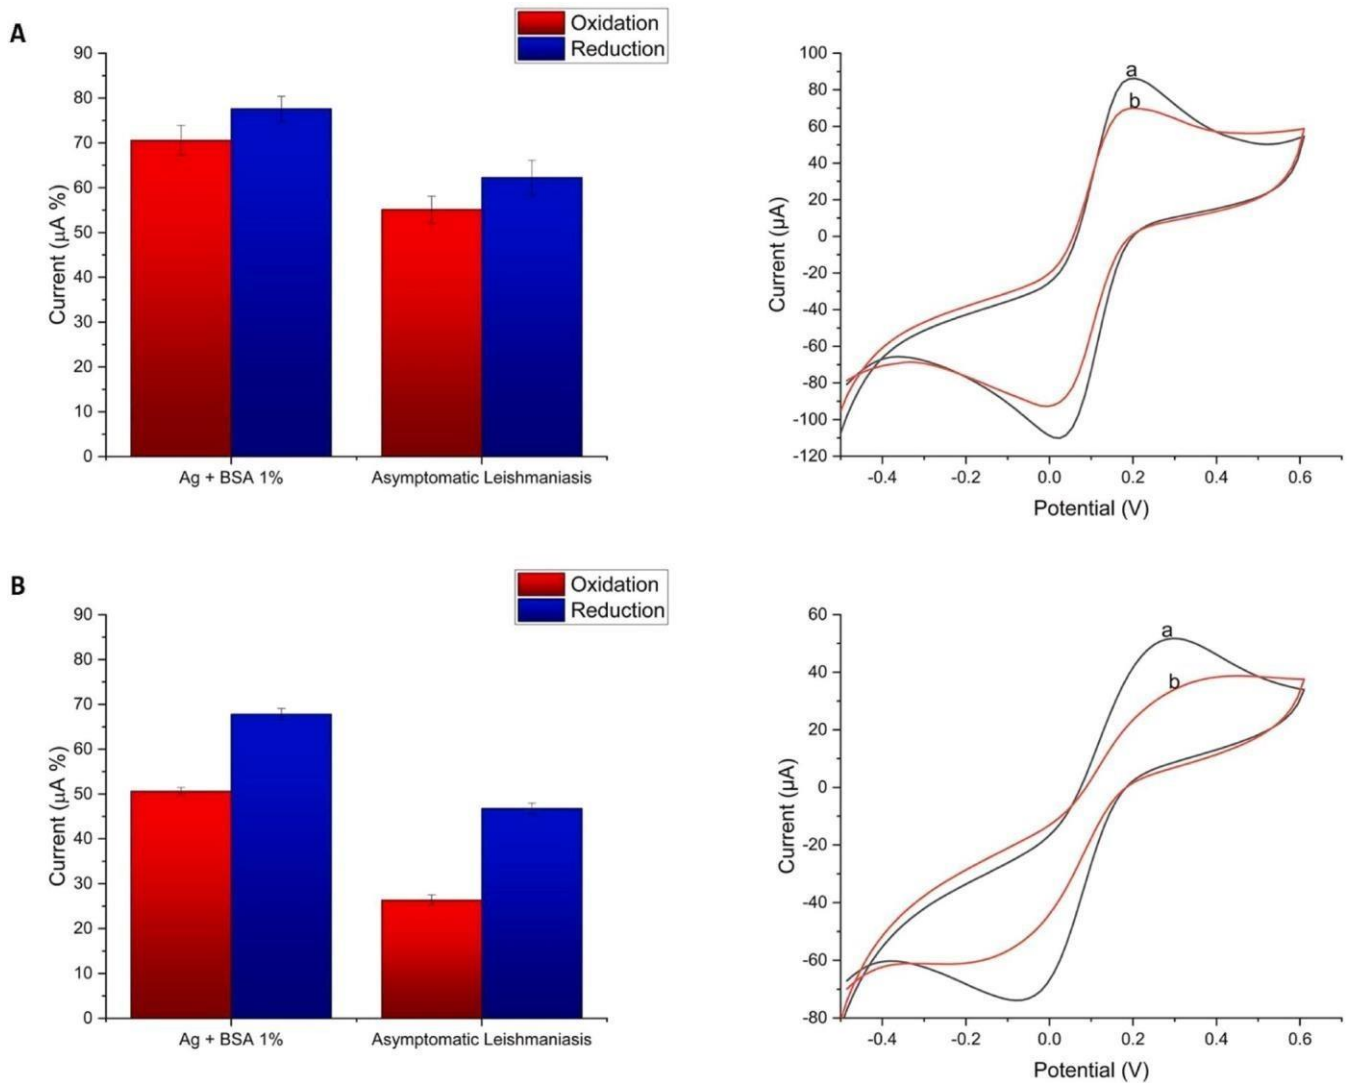 A
Oxidation
Reduction
90
80
70
60
50
40
30
20
10
0
Current (µA %)
Ag + BSA 1%
Asymptomatic Leishmaniasis
100
80
60
40
20
0
-20
-40
-60
-80
-100
-120
Current (µA)
a
b
-0.4
-0.2
0.0
0.2
0.4
0.6
Potential (V)
B
Oxidation
Reduction
90
80
70
60
50
40
30
20
10
0
Current (µA %)
Ag + BSA 1%
Asymptomatic Leishmaniasis
60
40
20
0
-20
-40
-60
-80
Current (µA)
a
b
-0.4
-0.2
0.0
0.2
0.4
0.6
Potential (V)